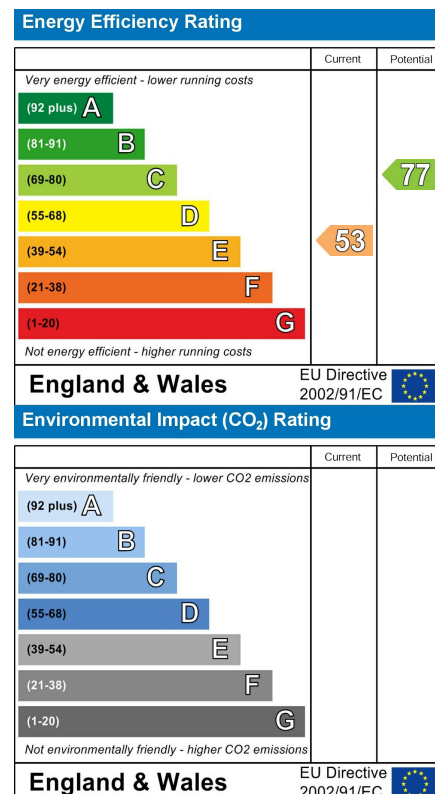 Energy Efficiency Rating
Current Potential
Very energy efficient - lower running costs
(92 plus) A
(81-91) B
(69-80) C
77
(55-68) D
53
(39-54) E
(21-38) F
(1-20) G
Not energy efficient - higher running costs
England & Wales
EU Directive
2002/91/EC
Environmental Impact (CO₂) Rating
Current Potential
Very environmentally friendly - lower CO2 emissions
(92 plus) A
(81-91) B
(69-80) C
(55-68) D
(39-54) E
(21-38) F
(1-20) G
Not environmentally friendly - higher CO2 emissions
England & Wales
EU Directive
2002/91/EC